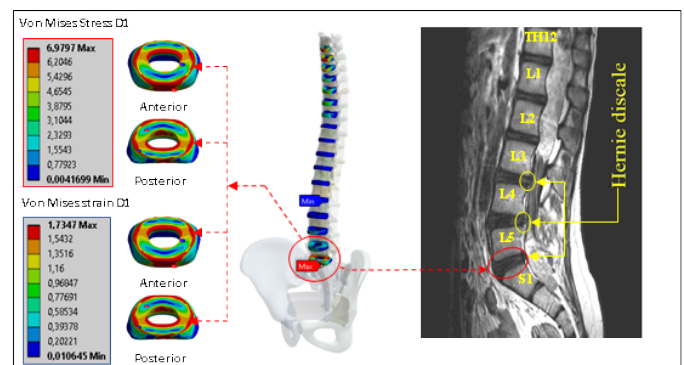 Von Mises Stress D1
6,9797 Max
6,2046
5,4296
4,6545
3,8795
3,1044
2,3293
1,5543
0,77923
0,0041699 Min
Anterior
Posterior
Von Mises strain D1
1,7347 Max
1,5432
1,3516
1,16
0,96847
0,77691
0,58534
0,39378
0,20221
0,010645 Min
Anterior
Posterior
Min
Max
TH12
L1
L2
L3
L4
L5
S1
Hernie discale